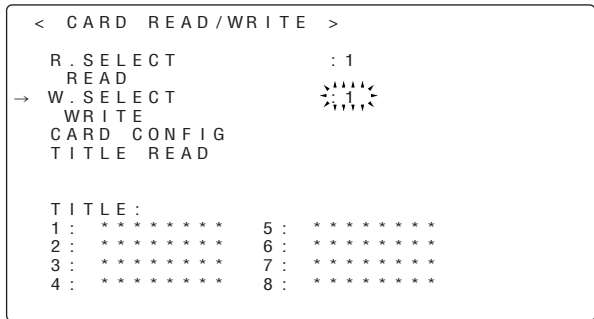 < CARD READ/WRITE >
R.SELECT :1
READ
→ W.SELECT :1
WRITE
CARD CONFIG
TITLE READ
TITLE:
1: ******** 5: ********
2: ******** 6: ********
3: ******** 7: ********
4: ******** 8: ********